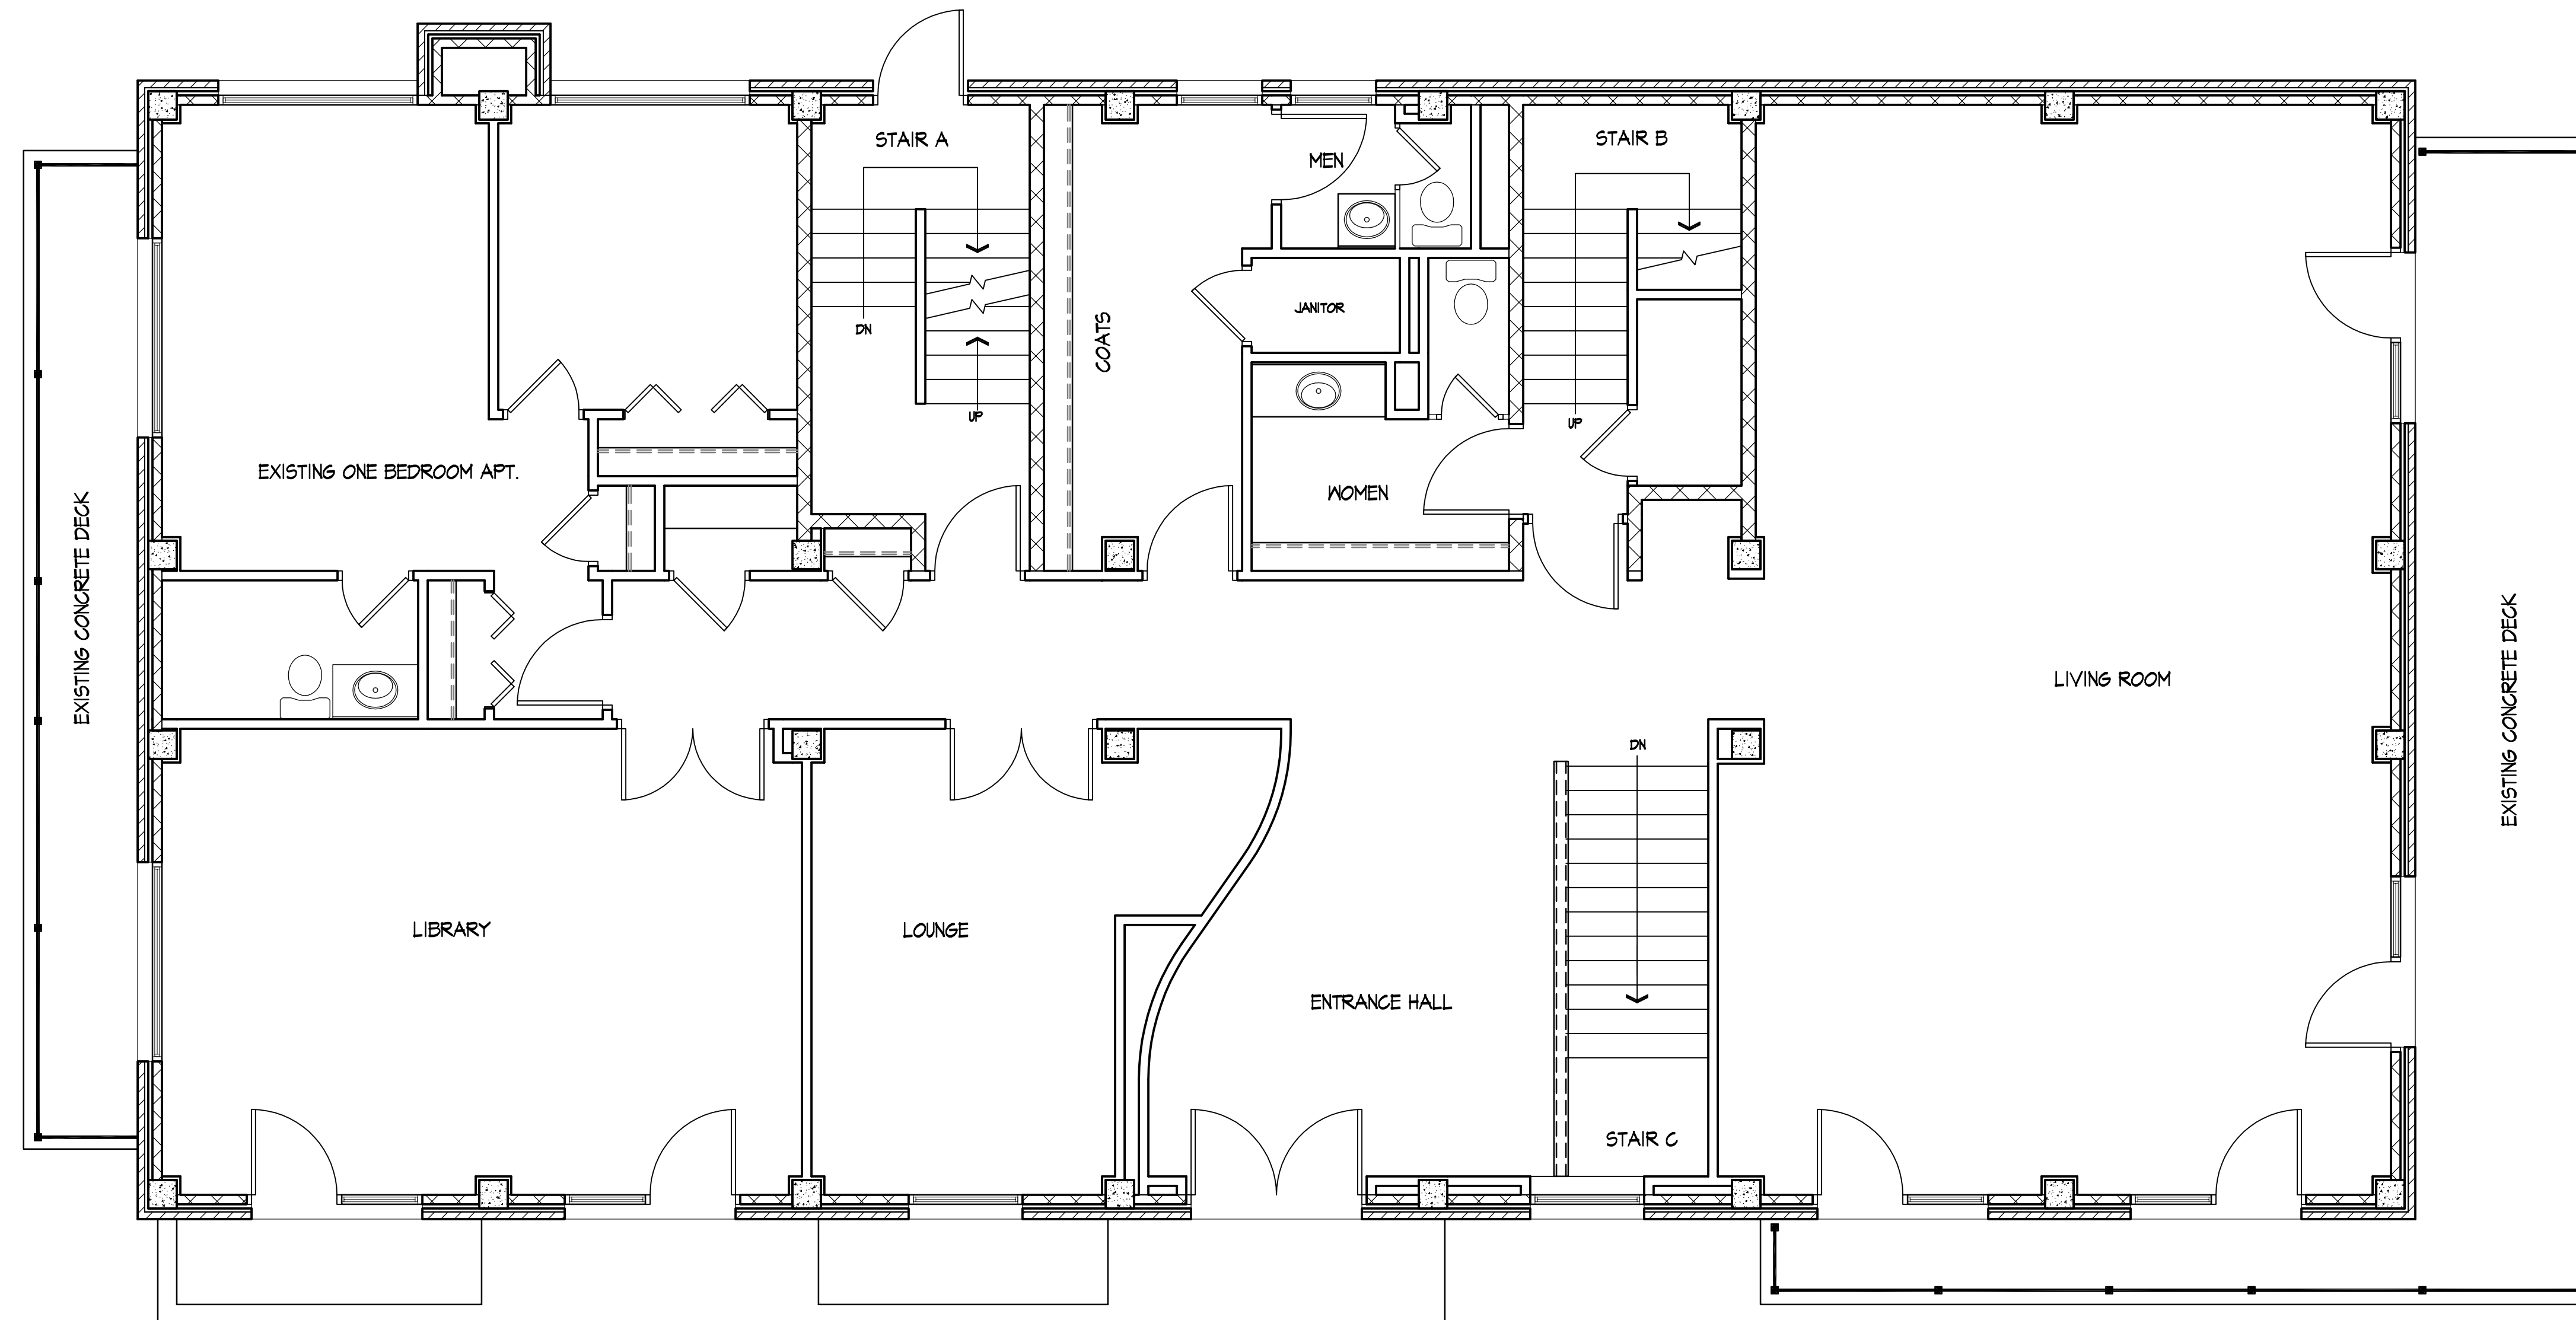 STAIR A
STAIR B
MEN
JANITOR
DN
COATS
UP
UP
EXISTING ONE BEDROOM APT.
WOMEN
EXISTING CONCRETE DECK
LIVING ROOM
EXISTING CONCRETE DECK
DN
LIBRARY
LOUNGE
ENTRANCE HALL
STAIR C